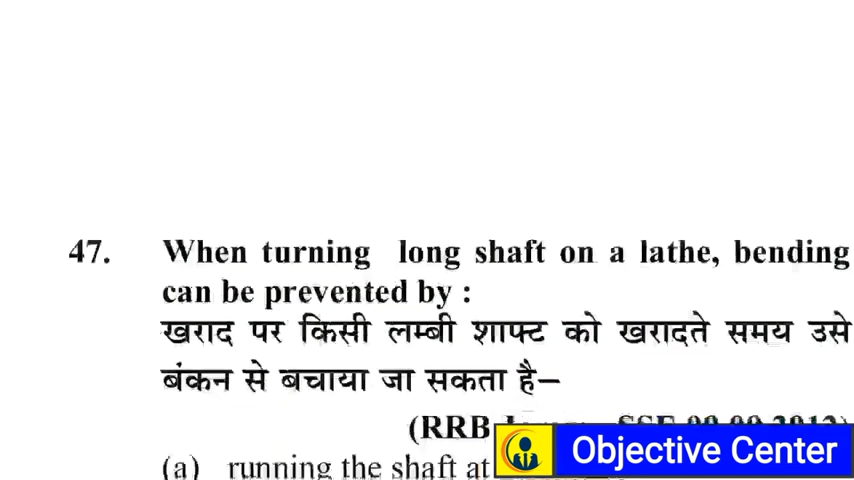 47. When turning long shaft on a lathe, bending
can be prevented by :
खराद पर किसी लम्बी शाफ्ट को खरादते समय उसे
बंकन से बचाया जा सकता है–
(RRB
Objective Center
(a) running the shaft at